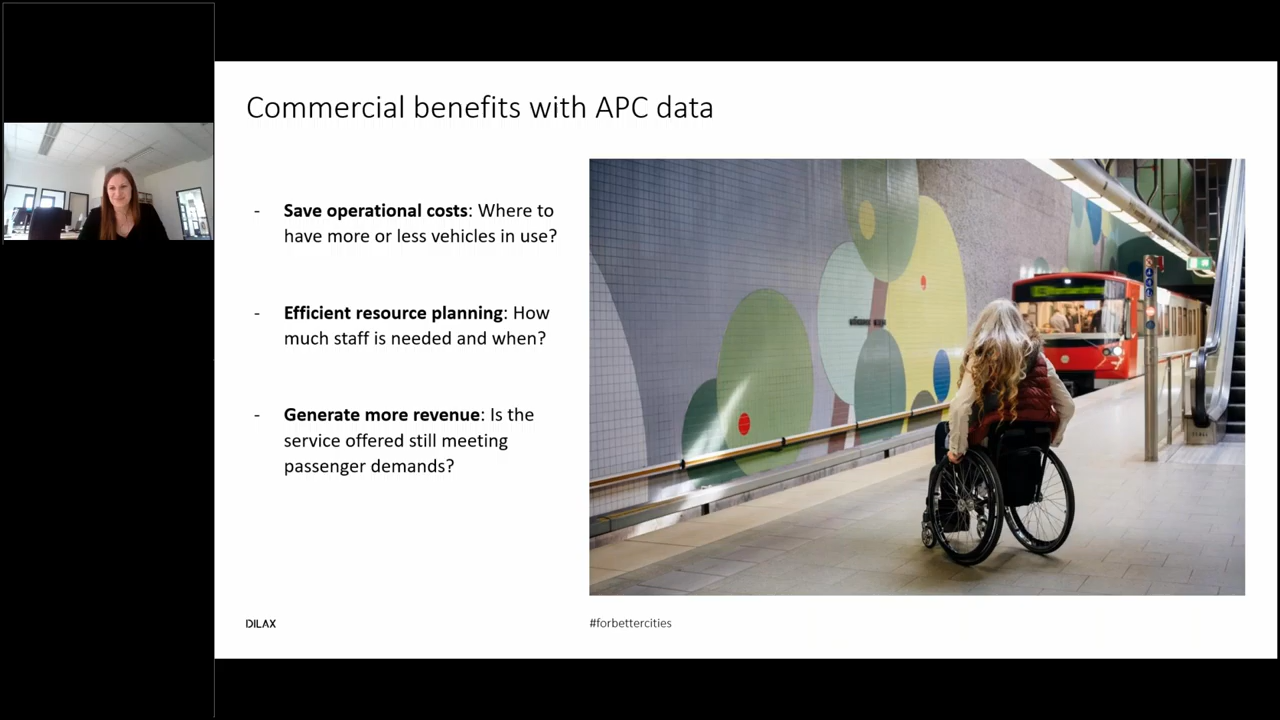 Commercial benefits with APC data
- Save operational costs: Where to
have more or less vehicles in use?
- Efficient resource planning: How
much staff is needed and when?
- Generate more revenue: Is the
service offered still meeting
passenger demands?
DILAX
#forbettercities